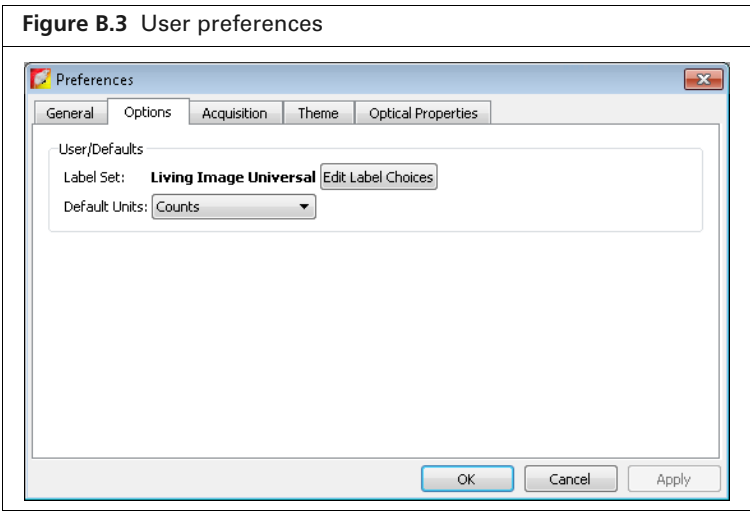 Figure B.3 User preferences
Preferences
General Options Acquisition Theme Optical Properties
User/Defaults
Label Set: Living Image Universal Edit Label Choices
Default Units: Counts
OK Cancel Apply